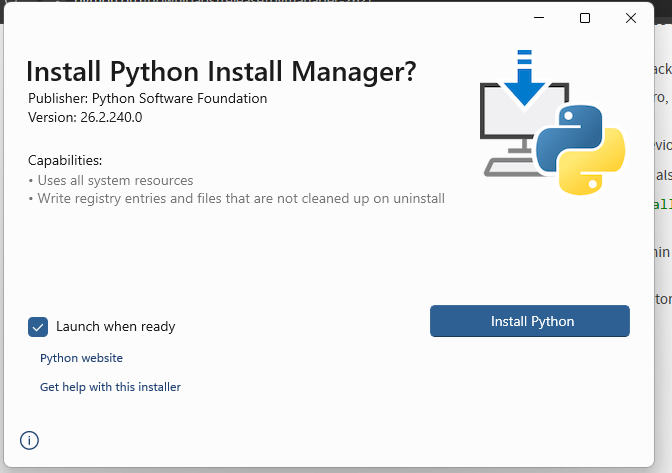 Install Python Install Manager?
Publisher: Python Software Foundation
Version: 26.2.240.0
Capabilities:
• Uses all system resources
• Write registry entries and files that are not cleaned up on uninstall
Launch when ready
Install Python
Python website
Get help with this installer